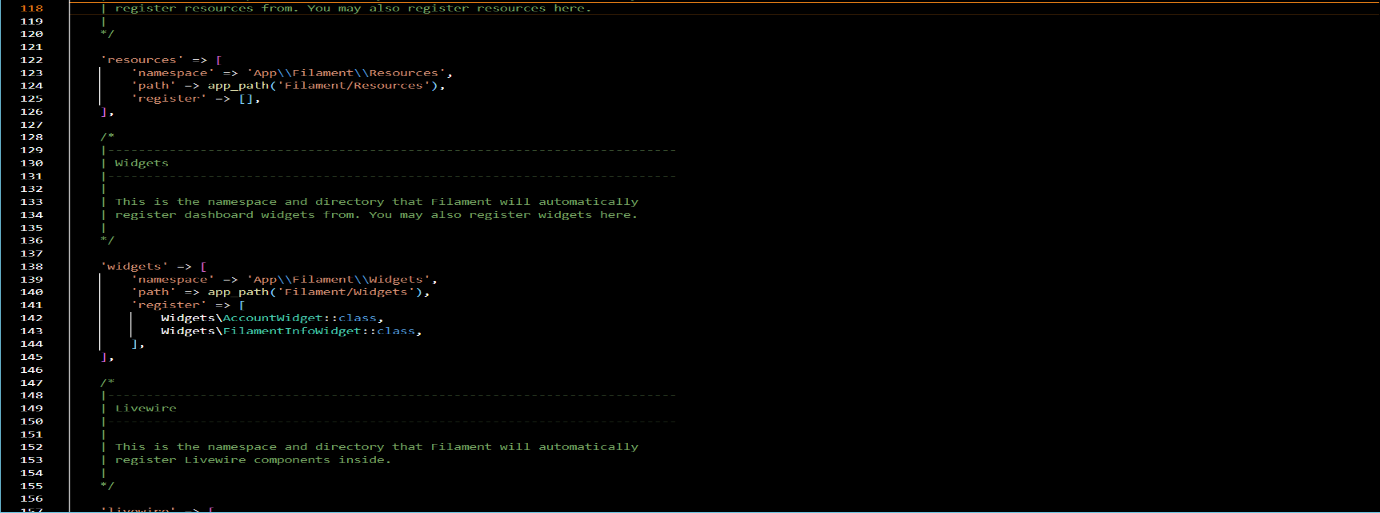 118 | register resources from. You may also register resources here.
119 |
120 */
121
122 'resources' => [
123 'namespace' => 'App\\Filament\\Resources',
124 'path' => app_path('Filament/Resources'),
125 'register' => [],
126 ],
127
128 /*
129 |--------------------------------------------------------------------------
130 | Widgets
131 |--------------------------------------------------------------------------
132 |
133 | This is the namespace and directory that Filament will automatically
134 | register dashboard widgets from. You may also register widgets here.
135 |
136 */
137
138 'widgets' => [
139 'namespace' => 'App\\Filament\\Widgets',
140 'path' => app_path('Filament/Widgets'),
141 'register' => [
142 Widgets\AccountWidget::class,
143 Widgets\FilamentInfoWidget::class,
144 ],
145 ],
146
147 /*
148 |--------------------------------------------------------------------------
149 | Livewire
150 |--------------------------------------------------------------------------
151 |
152 | This is the namespace and directory that Filament will automatically
153 | register Livewire components inside.
154 |
155 */
156
157 'livewire' => [